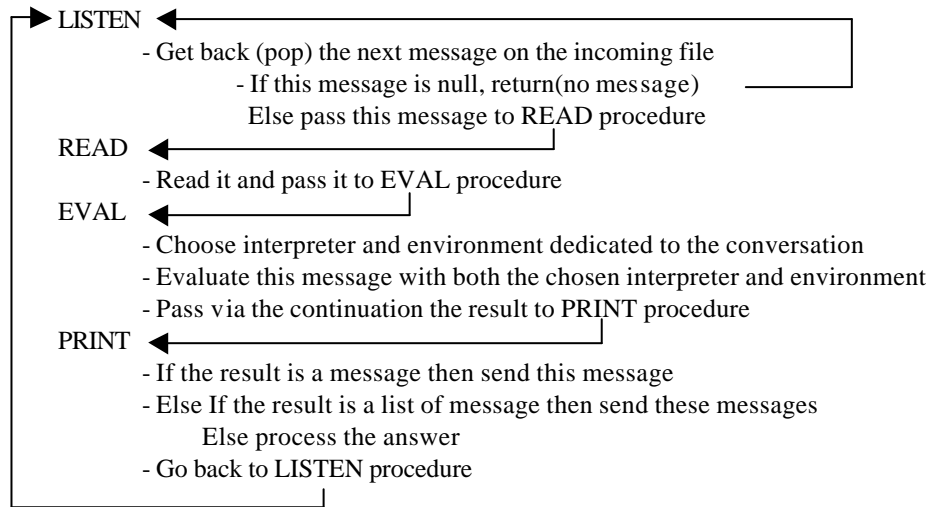 LISTEN
- Get back (pop) the next message on the incoming file
- If this message is null, return(no message)
Else pass this message to READ procedure
READ
- Read it and pass it to EVAL procedure
EVAL
- Choose interpreter and environment dedicated to the conversation
- Evaluate this message with both the chosen interpreter and environment
- Pass via the continuation the result to PRINT procedure
PRINT
- If the result is a message then send this message
- Else If the result is a list of message then send these messages
Else process the answer
- Go back to LISTEN procedure